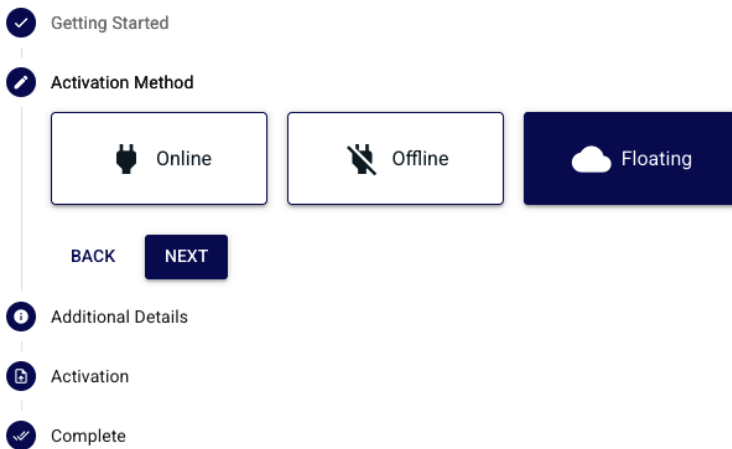 Getting Started
Activation Method
Online Offline Floating
BACK NEXT
Additional Details
Activation
Complete